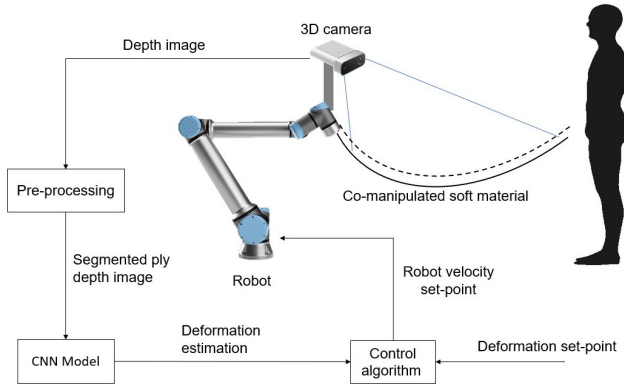 3D camera
Depth image
Pre-processing
Co-manipulated soft material
Segmented ply
depth image
Robot
Robot velocity
set-point
Deformation
estimation
Deformation set-point
CNN Model
Control
algorithm